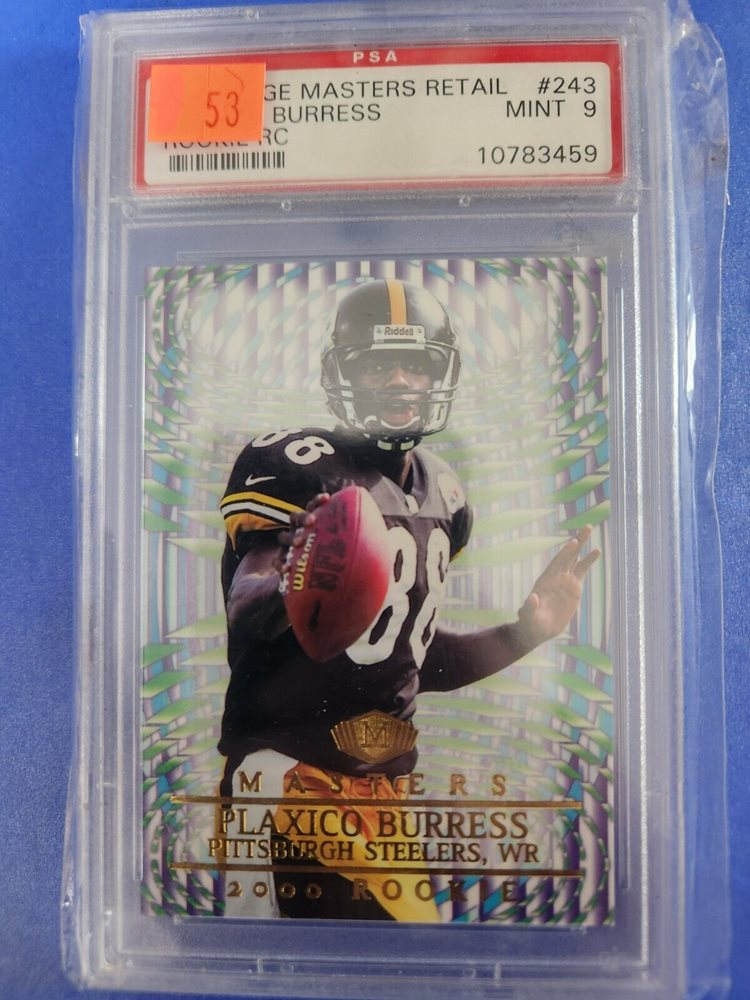 PSA
53
GE MASTERS RETAIL #243
BURRESS MINT 9
ROOKIE RC
10783459
Riddell
88
Wilson
NFL
88
M
MASTERS
PLAXICO BURRESS
PITTSBURGH STEELERS, WR
2000 ROOKIE